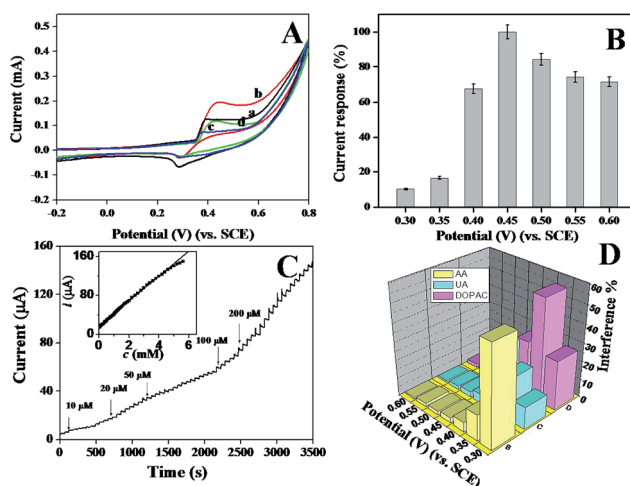 A
0.5
0.4
0.3
0.2
0.1
0.0
-0.1
-0.2
Current (mA)
b
a
c
d
-0.2 0.0 0.2 0.4 0.6 0.8
Potential (V) (vs. SCE)
B
100
80
60
40
20
0
Current response (%)
0.30 0.35 0.40 0.45 0.50 0.55 0.60
Potential (V) (vs. SCE)
C
160
120
80
40
0
Current (μA)
160
80
0
I (μA)
0 2 4 6
c (mM)
10 μM
20 μM
50 μM
100 μM
200 μM
0 500 1000 1500 2000 2500 3000 3500
Time (s)
D
AA
UA
DOPAC
60
50
40
30
20
10
0
Interference %
0.60
0.55
0.50
0.45
0.40
0.35
0.30
Potential (V) (vs. SCE)
B
C
D